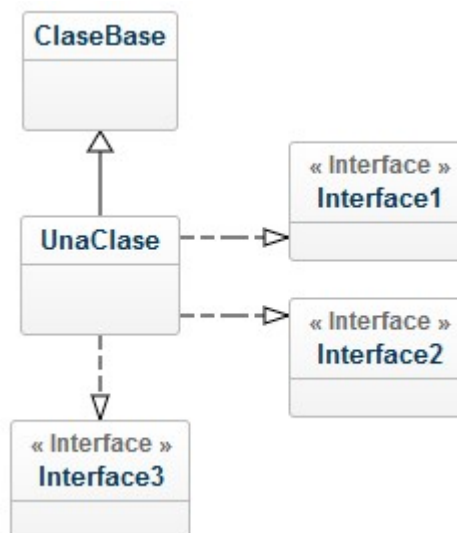 ClaseBase
« Interface »
Interface1
UnaClase
« Interface »
Interface2
« Interface »
Interface3